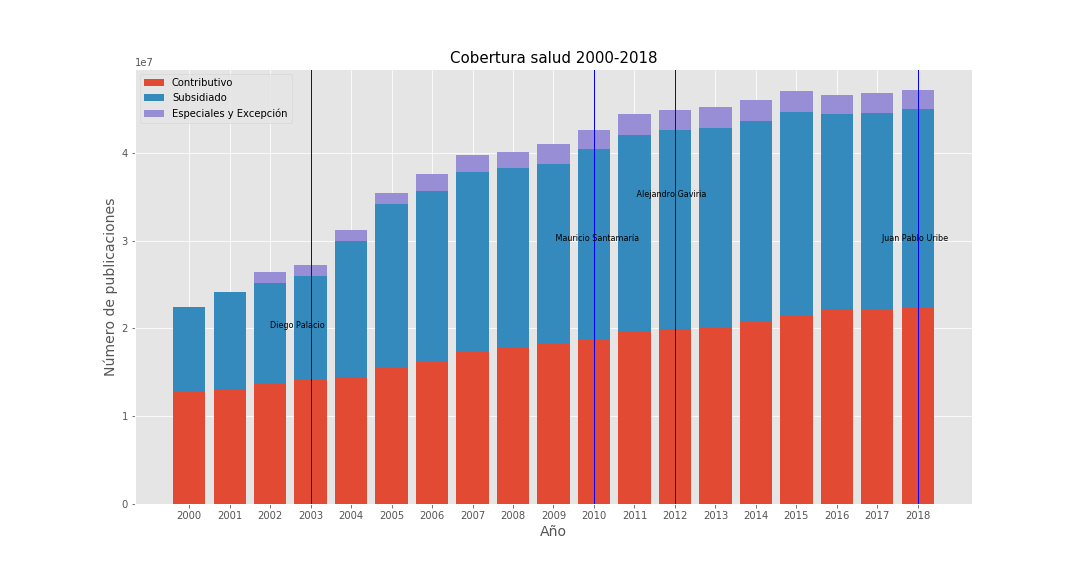 Cobertura salud 2000-2018
1e7
Contributivo
Subsidiado
Especiales y Excepción
4
3
2
1
0
Número de publicaciones
Alejandro Gaviria
Mauricio Santamaría
Juan Pablo Uribe
Diego Palacio
2000 2001 2002 2003 2004 2005 2006 2007 2008 2009 2010 2011 2012 2013 2014 2015 2016 2017 2018
Año